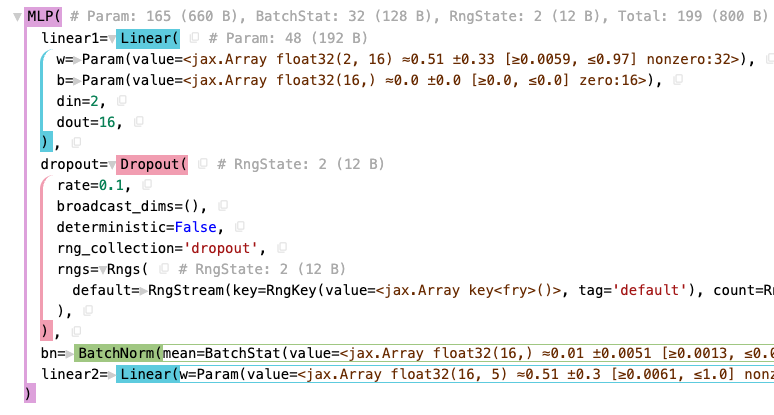 ▼MLP( # Param: 165 (660 B), BatchStat: 32 (128 B), RngState: 2 (12 B), Total: 199 (800 B)
linear1=▼Linear( # Param: 48 (192 B)
w=▶Param(value=<jax.Array float32(2, 16) ≈0.51 ±0.33 [≥0.0059, ≤0.97] nonzero:32>),
b=▶Param(value=<jax.Array float32(16,) ≈0.0 ±0.0 [≥0.0, ≤0.0] zero:16>),
din=2,
dout=16,
),
dropout=▼Dropout( # RngState: 2 (12 B)
rate=0.1,
broadcast_dims=(),
deterministic=False,
rng_collection='dropout',
rngs=▼Rngs( # RngState: 2 (12 B)
default=▶RngStream(key=RngKey(value=<jax.Array key<fry>()>, tag='default'), count=R
),
),
bn=▶BatchNorm(mean=BatchStat(value=<jax.Array float32(16,) ≈0.01 ±0.0051 [≥0.0013, ≤0.0
linear2=▶Linear(w=Param(value=<jax.Array float32(16, 5) ≈0.51 ±0.3 [≥0.0061, ≤1.0] nonz
)